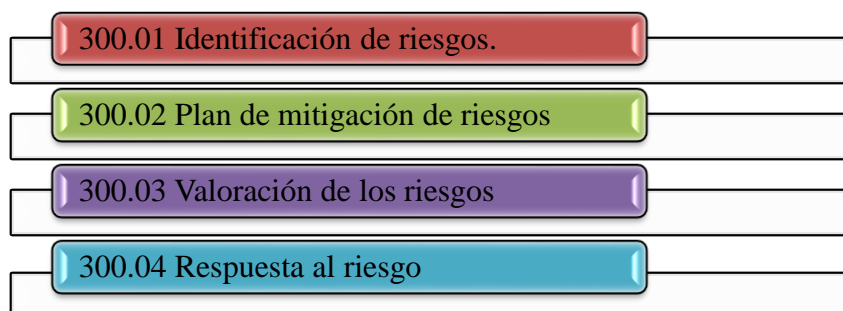 300.01 Identificación de riesgos.
300.02 Plan de mitigación de riesgos
300.03 Valoración de los riesgos
300.04 Respuesta al riesgo